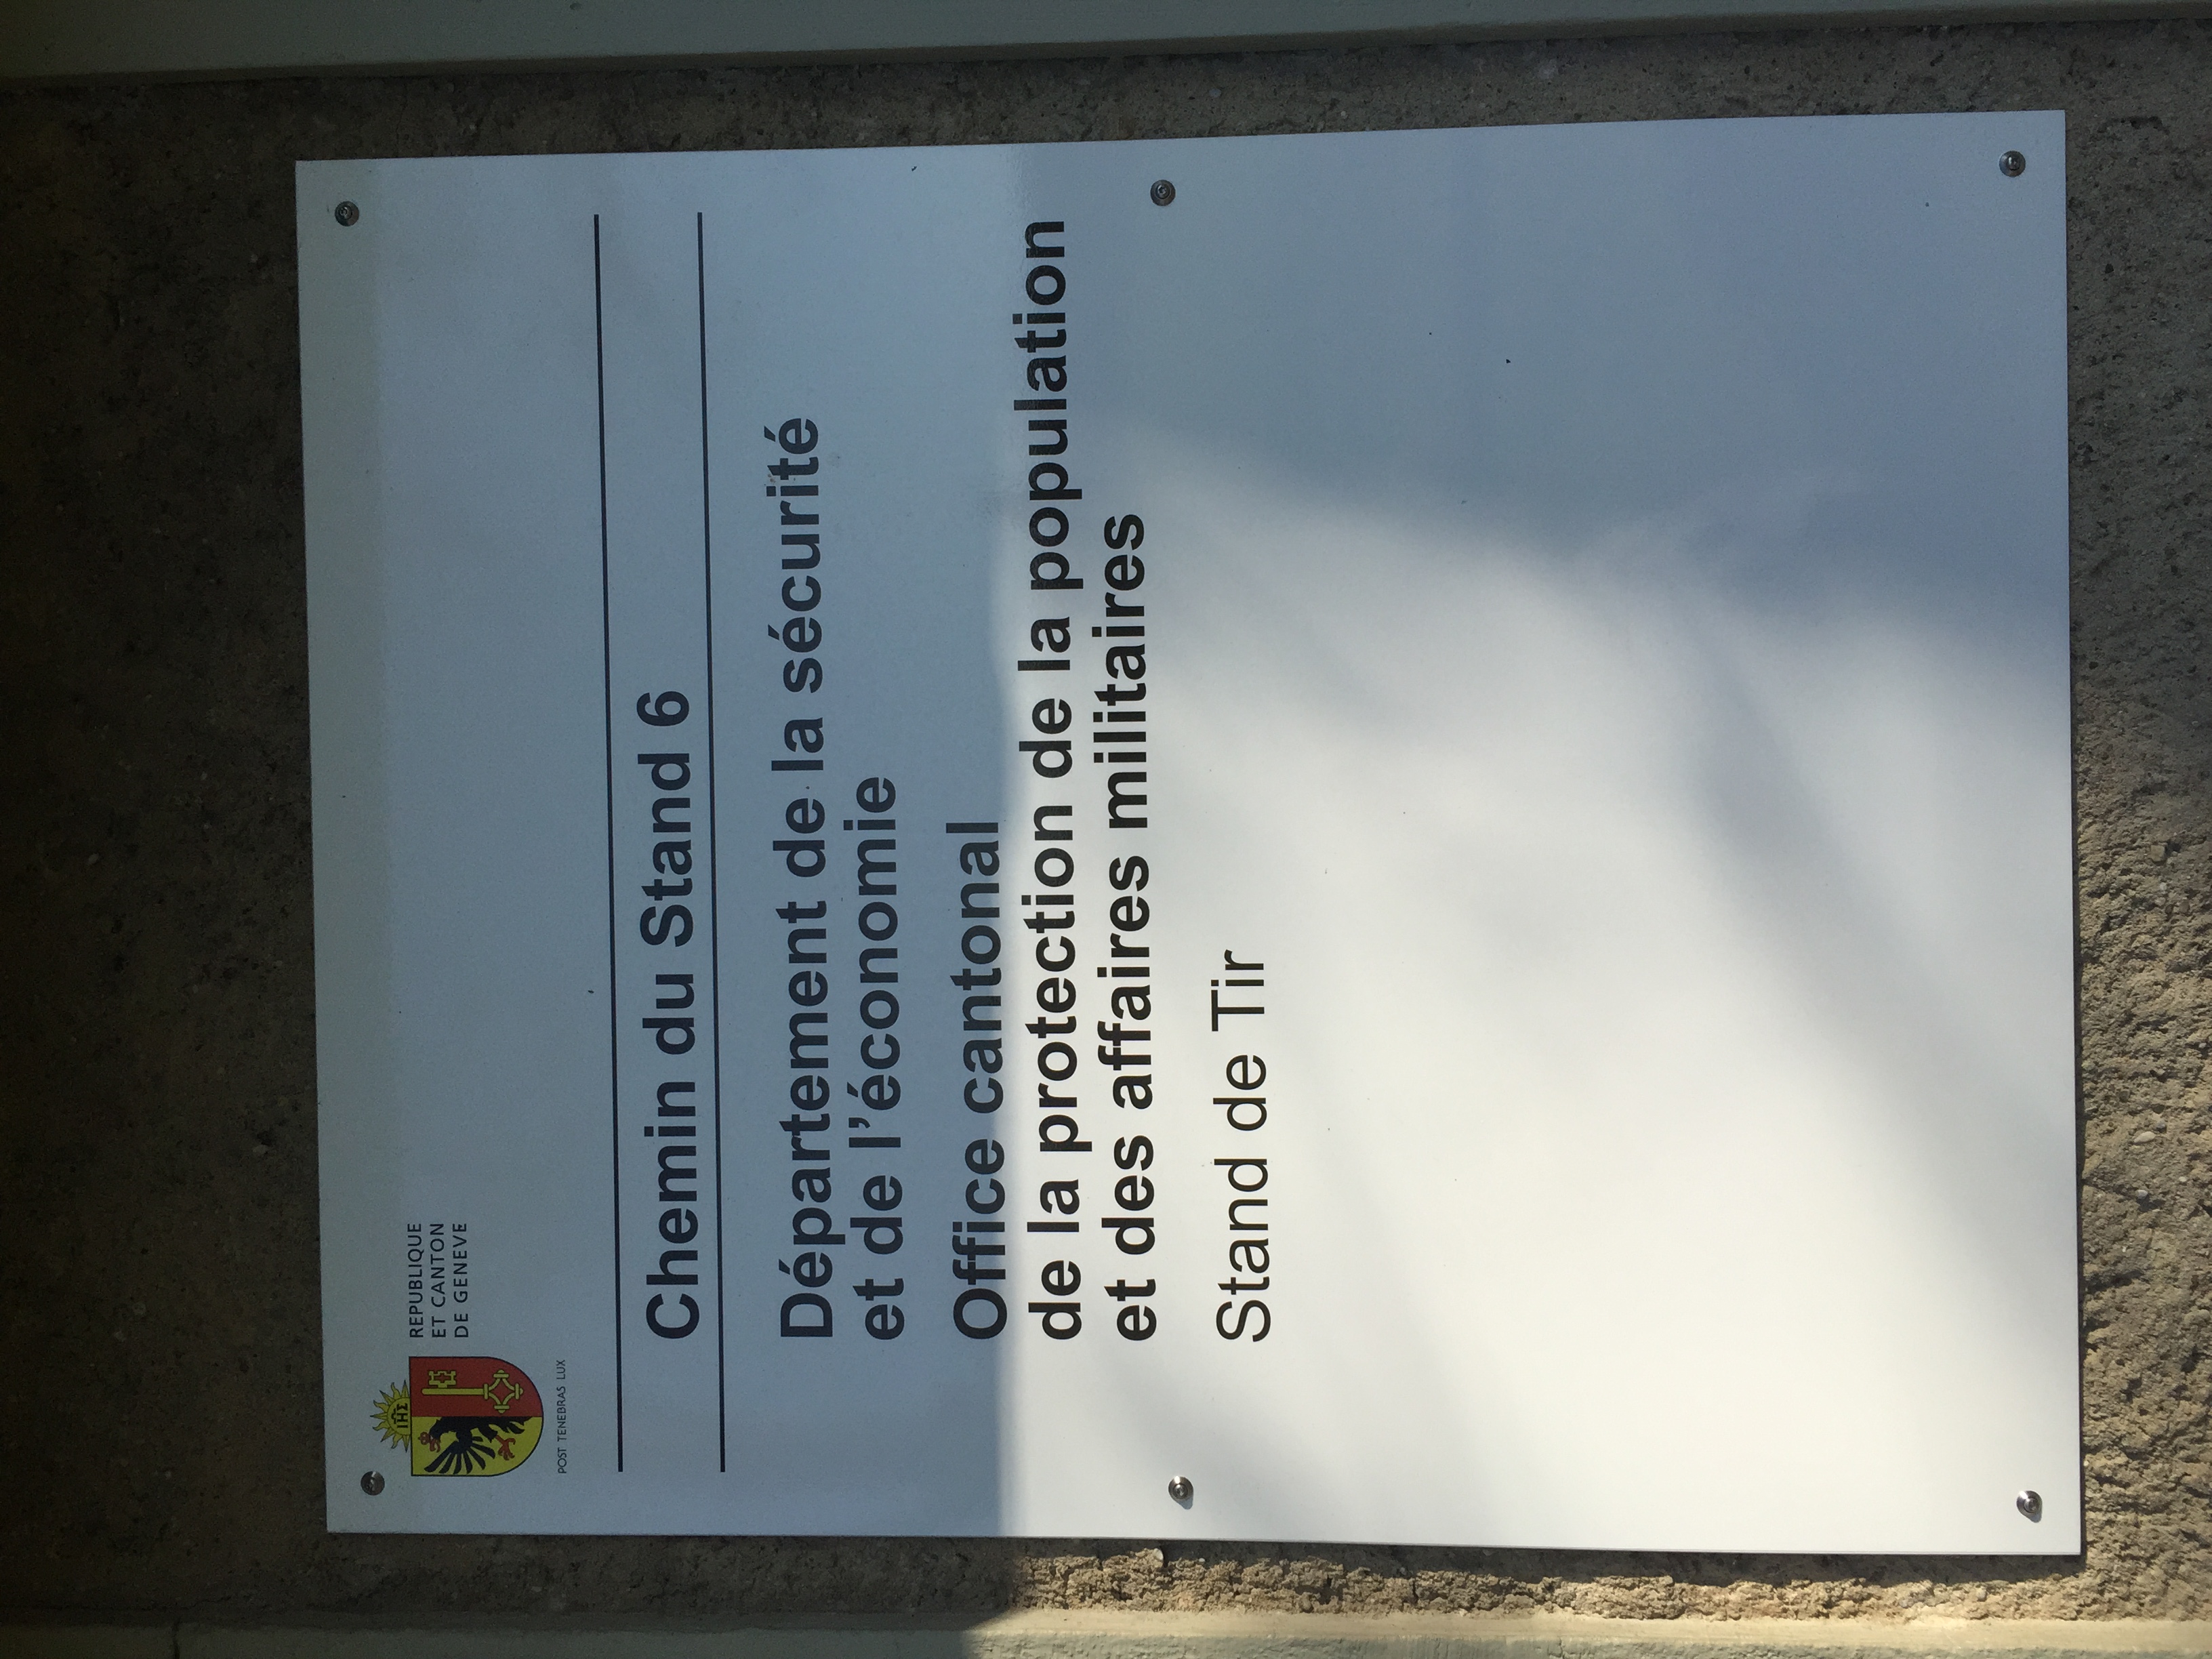 IHΣ
REPUBLIQUE
ET CANTON
DE GENEVE
POST TENEBRAS LUX
Chemin du Stand 6
Département de la sécurité
et de l'économie
Office cantonal
de la protection de la population
et des affaires militaires
Stand de Tir